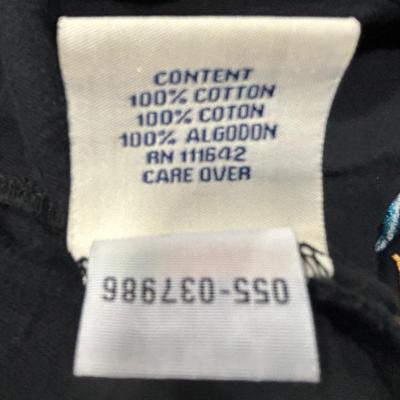 CONTENT
100% COTTON
100% COTON
100% ALGODON
RN 111642
CARE OVER
055-037986